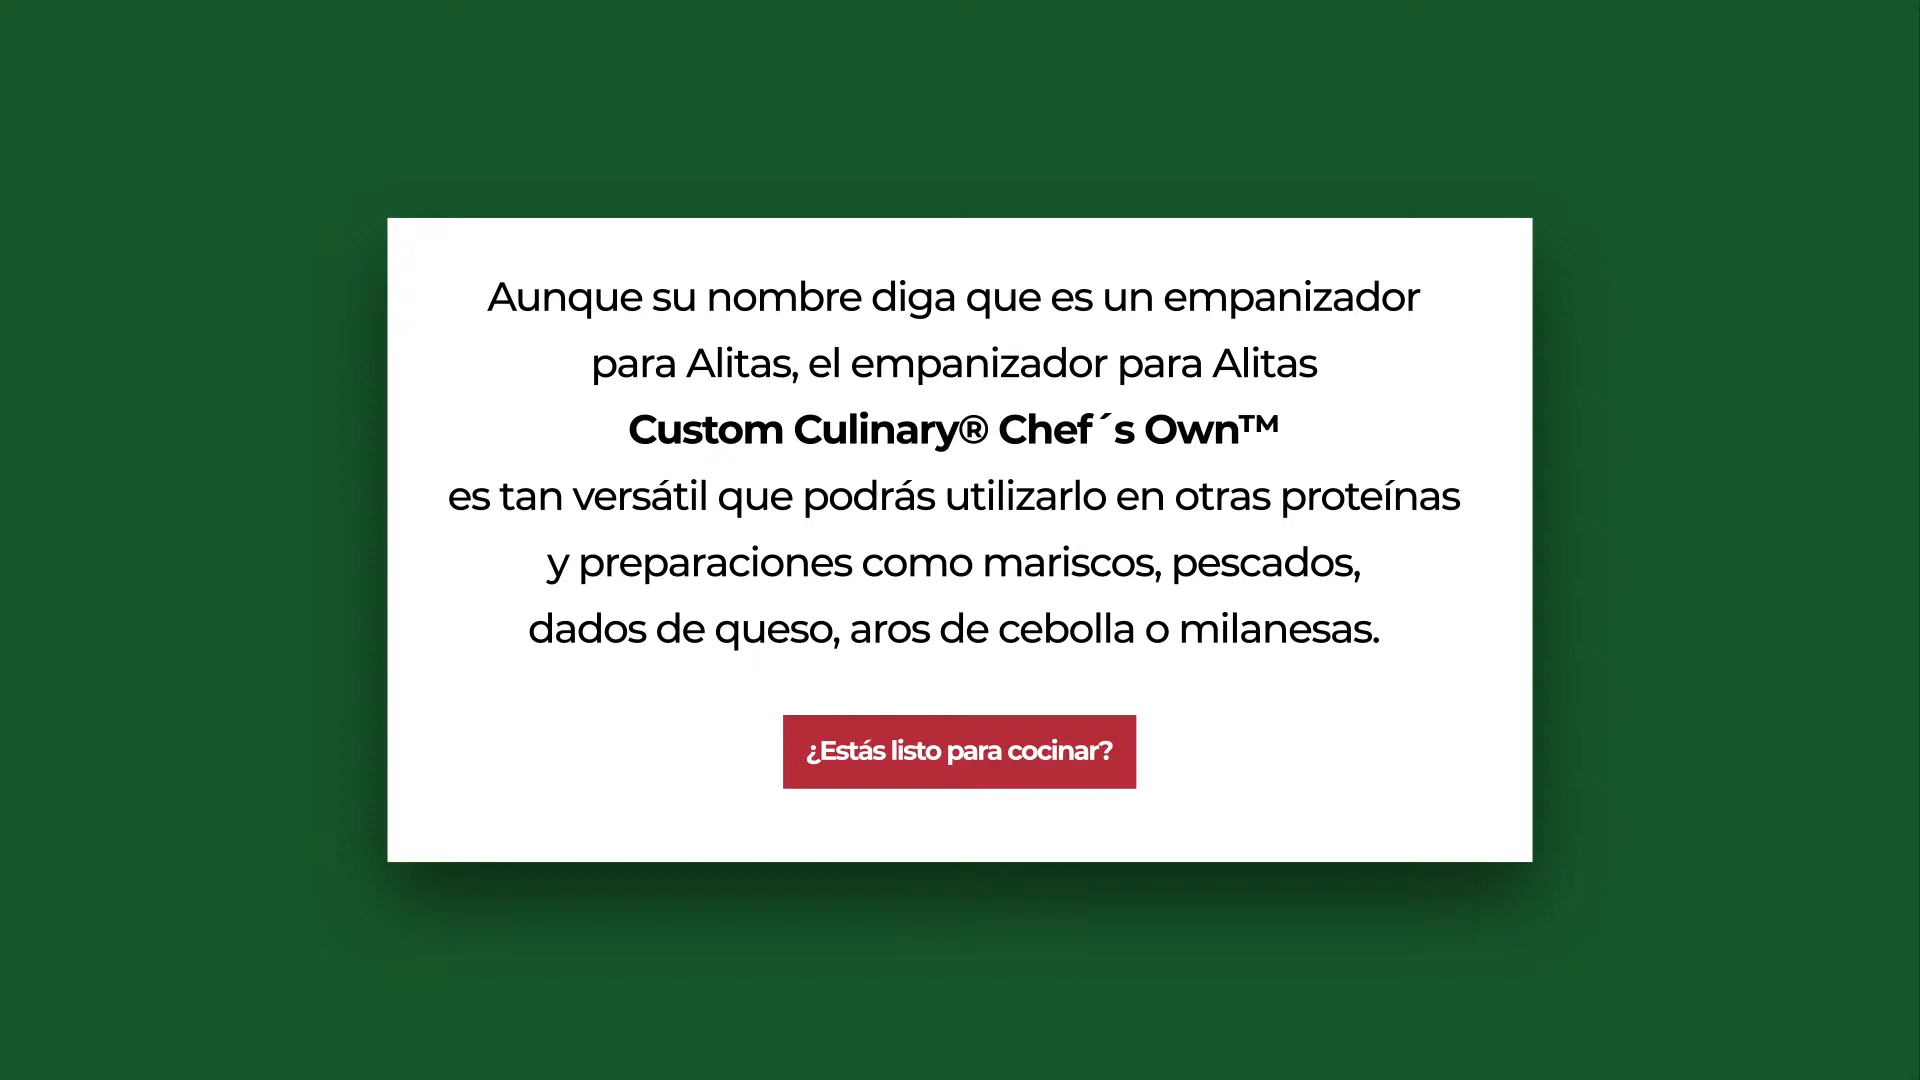 Aunque su nombre diga que es un empanizador
para Alitas, el empanizador para Alitas
Custom Culinary® Chef´s Own™
es tan versátil que podrás utilizarlo en otras proteínas
y preparaciones como mariscos, pescados,
dados de queso, aros de cebolla o milanesas.
¿Estás listo para cocinar?